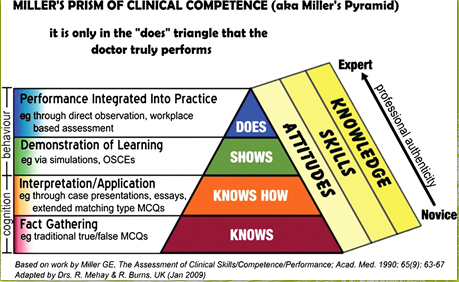 MILLER'S PRISM OF CLINICAL COMPETENCE (aka Miller's Pyramid)
it is only in the "does" triangle that the
doctor truly performs
Expert
professional authenticity
Novice
behaviour
cognition
Performance Integrated Into Practice
eg through direct observation, workplace
based assessment
DOES
Demonstration of Learning
eg via simulations, OSCEs
SHOWS
Interpretation/Application
eg through case presentations, essays,
extended matching type MCQs
KNOWS HOW
Fact Gathering
eg traditional true/false MCQs
KNOWS
ATTITUDES
SKILLS
KNOWLEDGE
Based on work by Miller GE, The Assessment of Clinical Skills/Competence/Performance; Acad. Med. 1990; 65(9); 63-67
Adapted by Drs. R. Mehay & R. Burns, UK (Jan 2009)